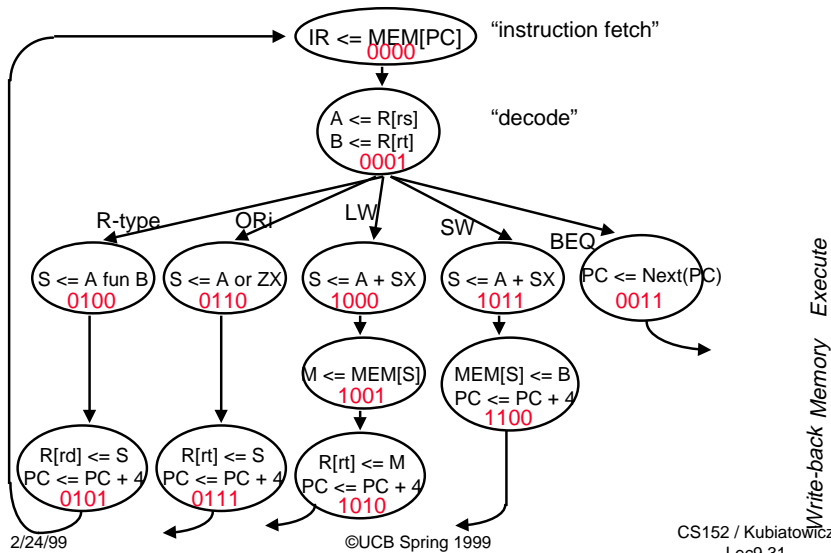 IR <= MEM[PC]
0000
“instruction fetch”
A <= R[rs]
B <= R[rt]
0001
“decode”
R-type
ORi
LW
SW
BEQ
S <= A fun B
0100
S <= A or ZX
0110
S <= A + SX
1000
S <= A + SX
1011
PC <= Next(PC)
0011
Execute
M <= MEM[S]
1001
MEM[S] <= B
PC <= PC + 4
1100
Memory
R[rd] <= S
PC <= PC + 4
0101
R[rt] <= S
PC <= PC + 4
0111
R[rt] <= M
PC <= PC + 4
1010
Write-back
2/24/99
©UCB Spring 1999
CS152 / Kubiatowicz
Lec9.31